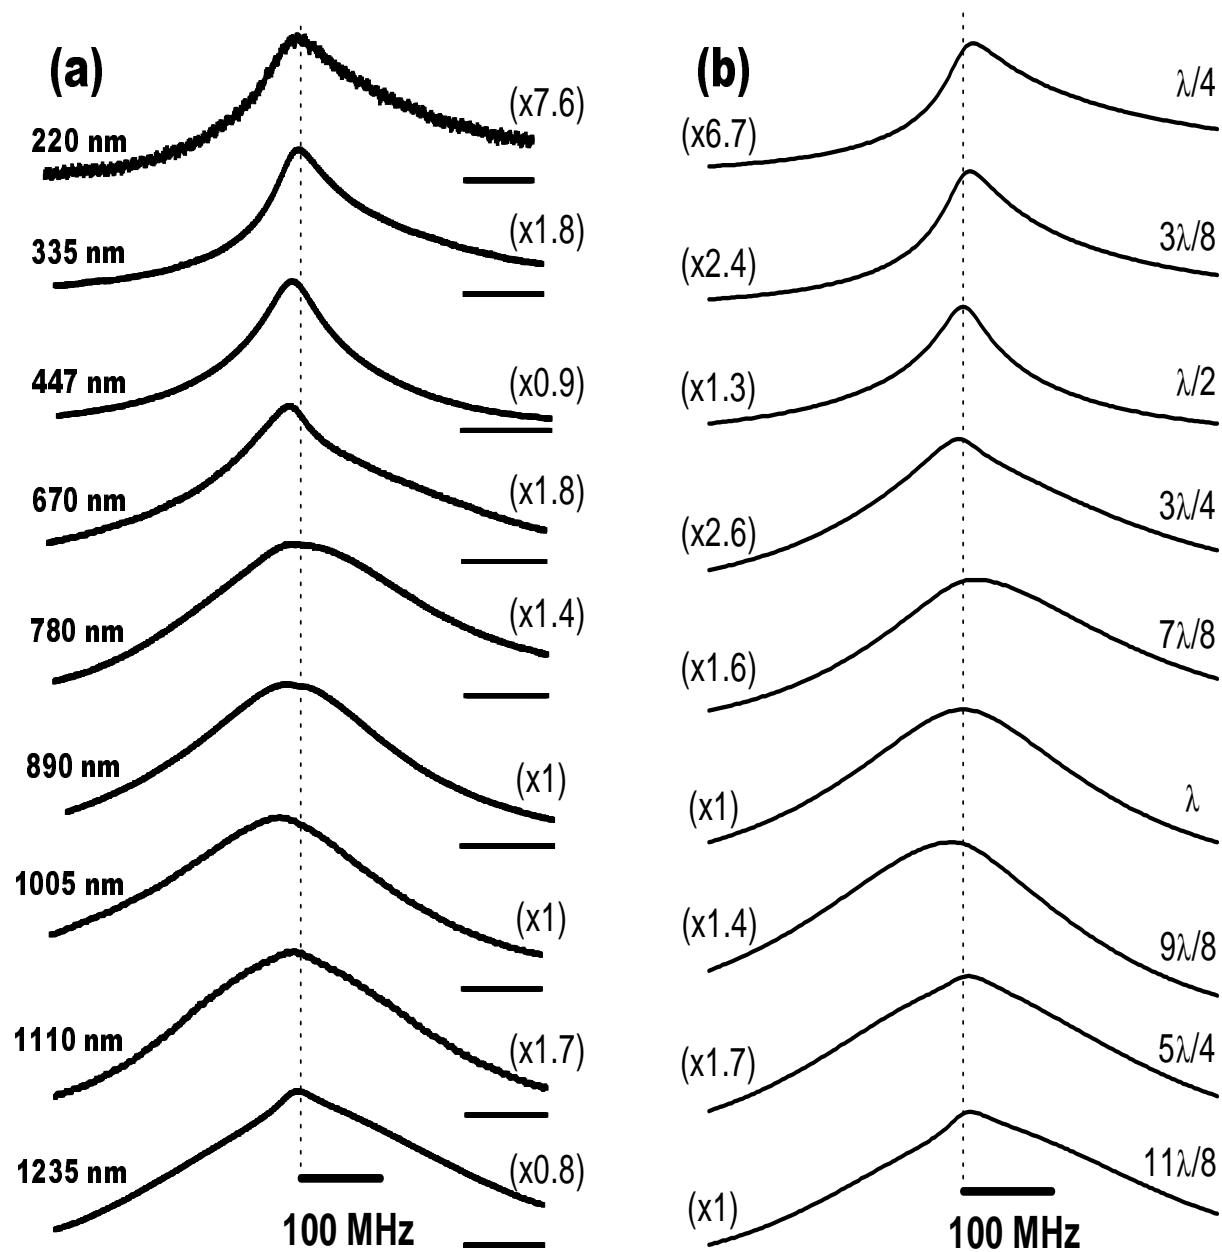 (a)
220 nm
(x7.6)
335 nm
(x1.8)
447 nm
(x0.9)
670 nm
(x1.8)
780 nm
(x1.4)
890 nm
(x1)
1005 nm
(x1)
1110 nm
(x1.7)
1235 nm
(x0.8)
100 MHz
(b)
λ/4
(x6.7)
3λ/8
(x2.4)
λ/2
(x1.3)
3λ/4
(x2.6)
7λ/8
(x1.6)
λ
(x1)
9λ/8
(x1.4)
5λ/4
(x1.7)
11λ/8
(x1)
100 MHz